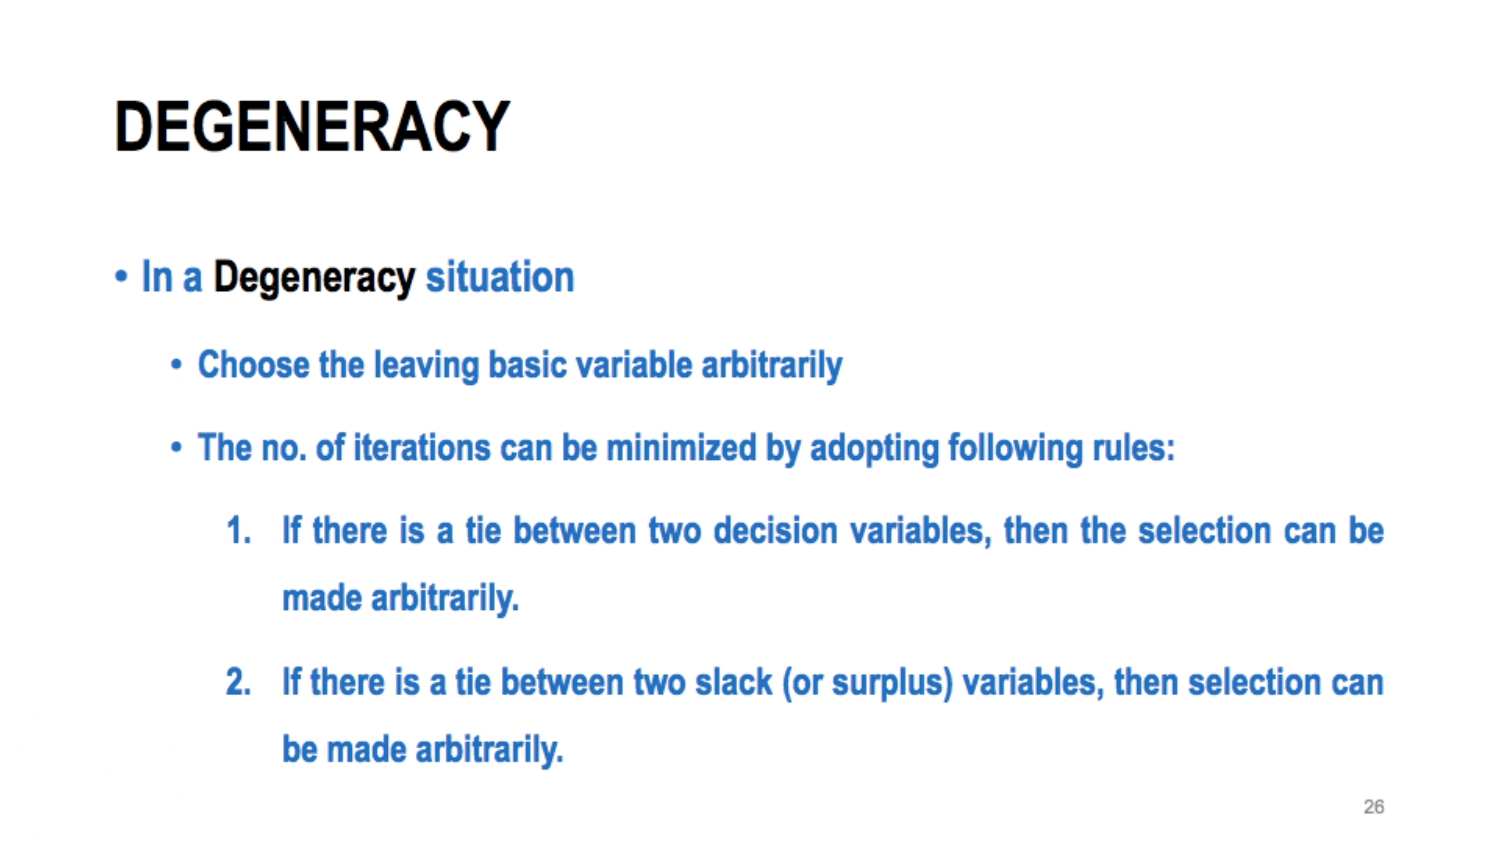 DEGENERACY
• In a Degeneracy situation
• Choose the leaving basic variable arbitrarily
• The no. of iterations can be minimized by adopting following rules:
1. If there is a tie between two decision variables, then the selection can be
made arbitrarily.
2. If there is a tie between two slack (or surplus) variables, then selection can
be made arbitrarily.
26